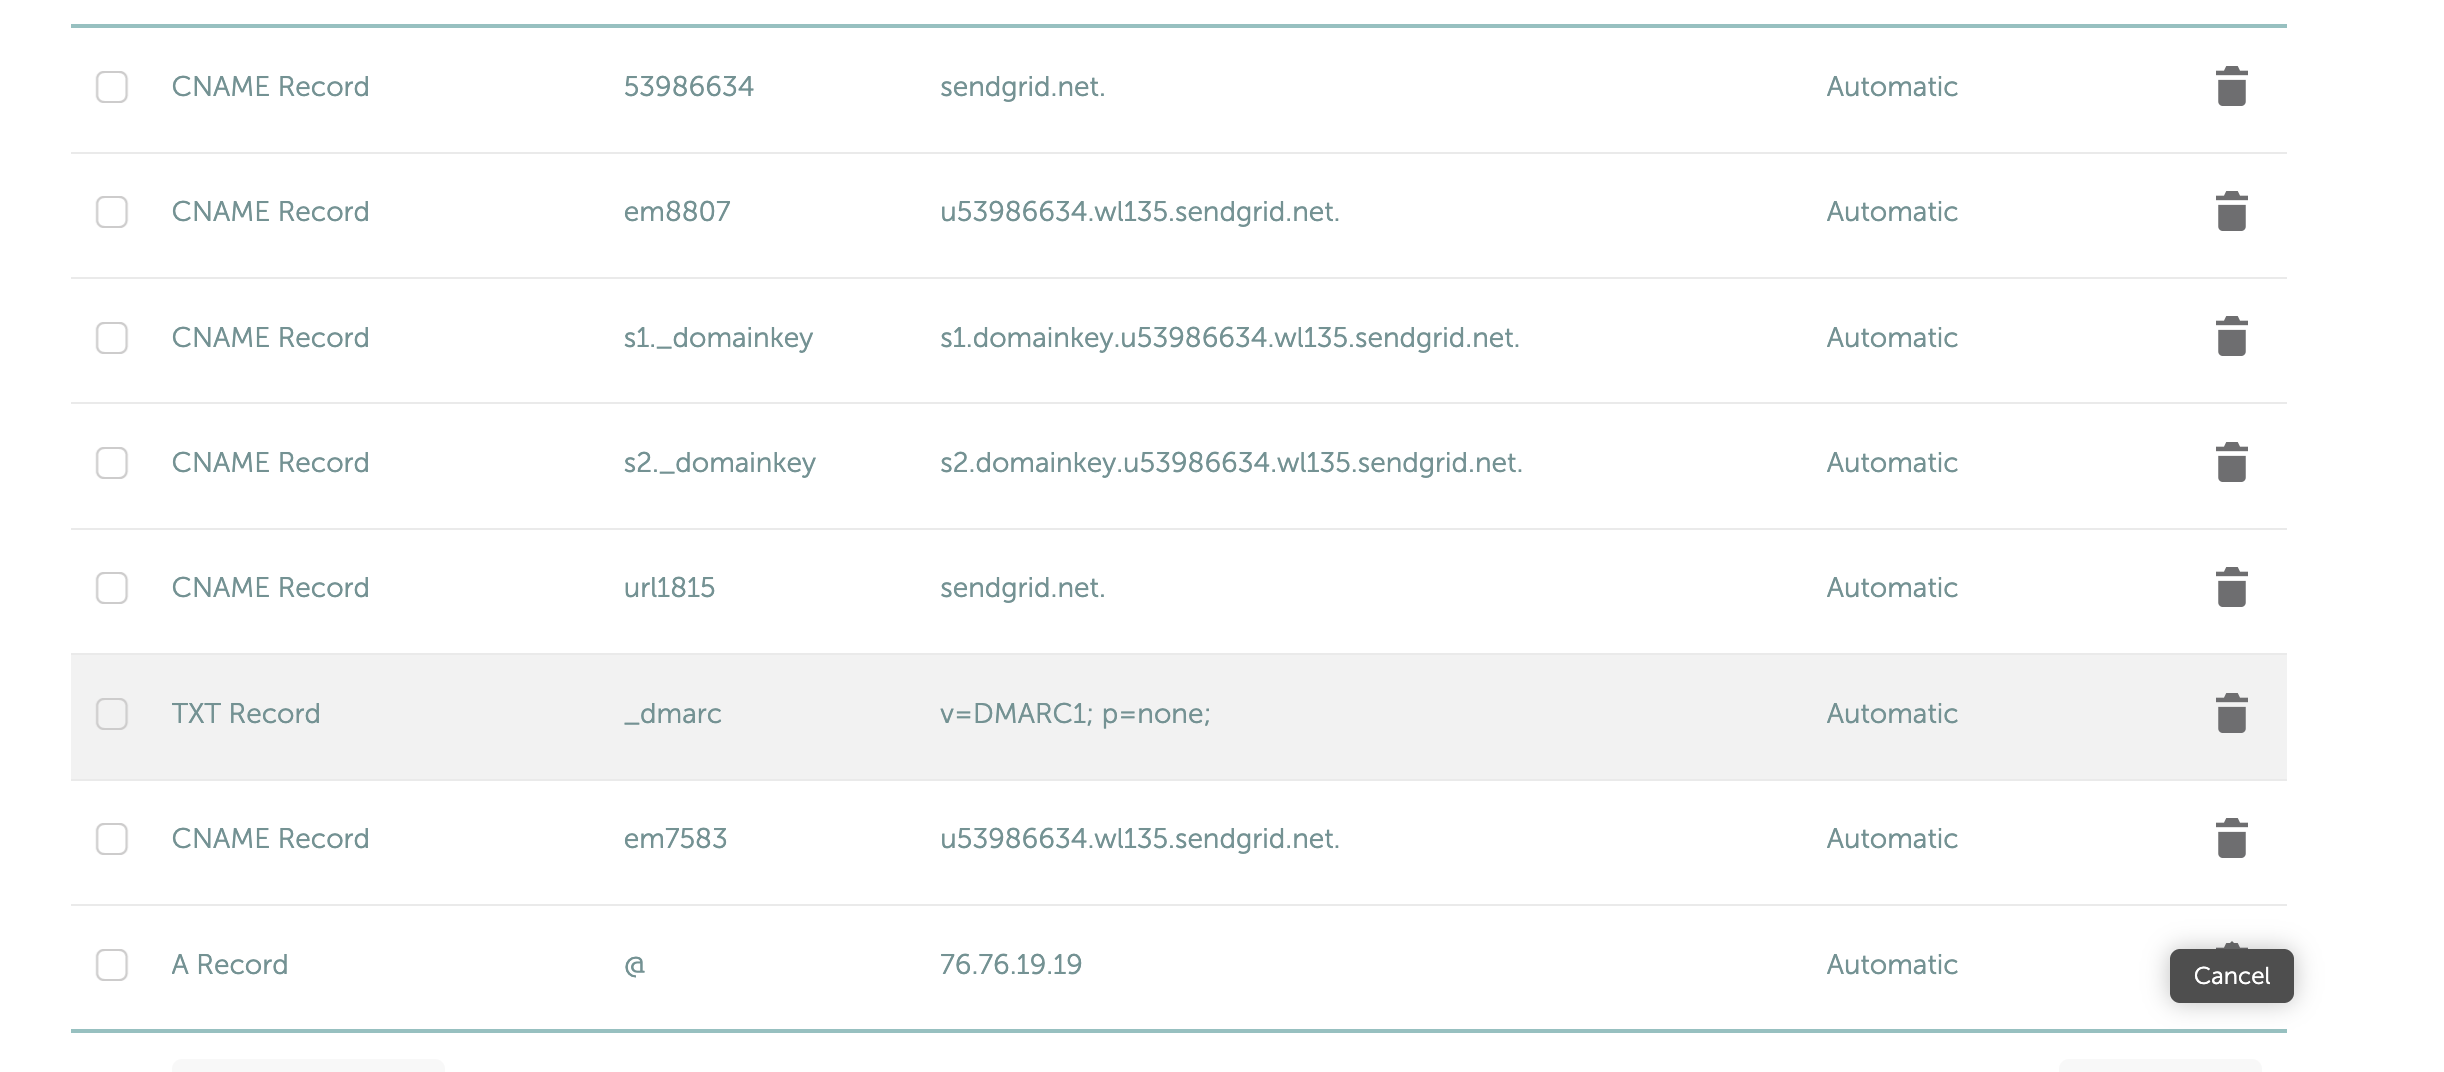 CNAME Record 53986634 sendgrid.net. Automatic
CNAME Record em8807 u53986634.wl135.sendgrid.net. Automatic
CNAME Record s1._domainkey s1.domainkey.u53986634.wl135.sendgrid.net. Automatic
CNAME Record s2._domainkey s2.domainkey.u53986634.wl135.sendgrid.net. Automatic
CNAME Record url1815 sendgrid.net. Automatic
TXT Record _dmarc v=DMARC1; p=none; Automatic
CNAME Record em7583 u53986634.wl135.sendgrid.net. Automatic
A Record @ 76.76.19.19 Automatic
Cancel